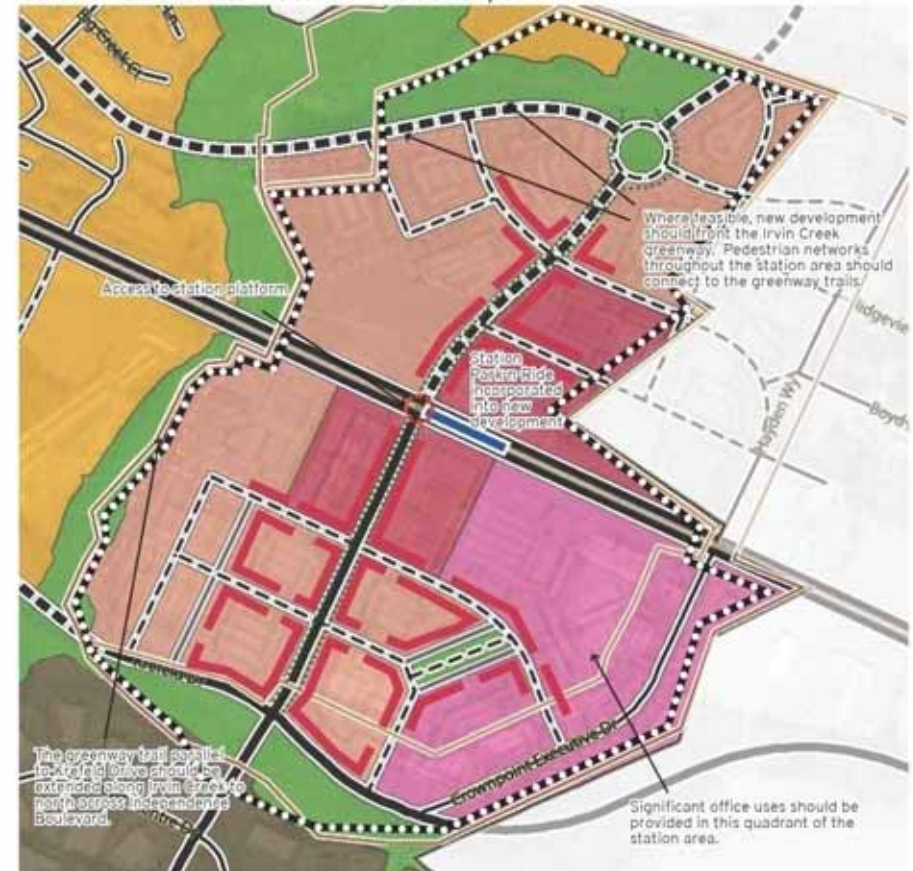 Where feasible, new development
should front the Irvin Creek
greenway. Pedestrian networks
throughout the station area should
connect to the greenway trails.
Access to station platform
Station
Park n Ride
incorporated
into new
development
Hayden Wy
Krefeld Dr
Crownpoint Executive Dr
The greenway trail parallel
to Krefeld Drive should be
extended along Irvin Creek to
north across Independence
Boulevard.
Significant office uses should be
provided in this quadrant of the
station area.